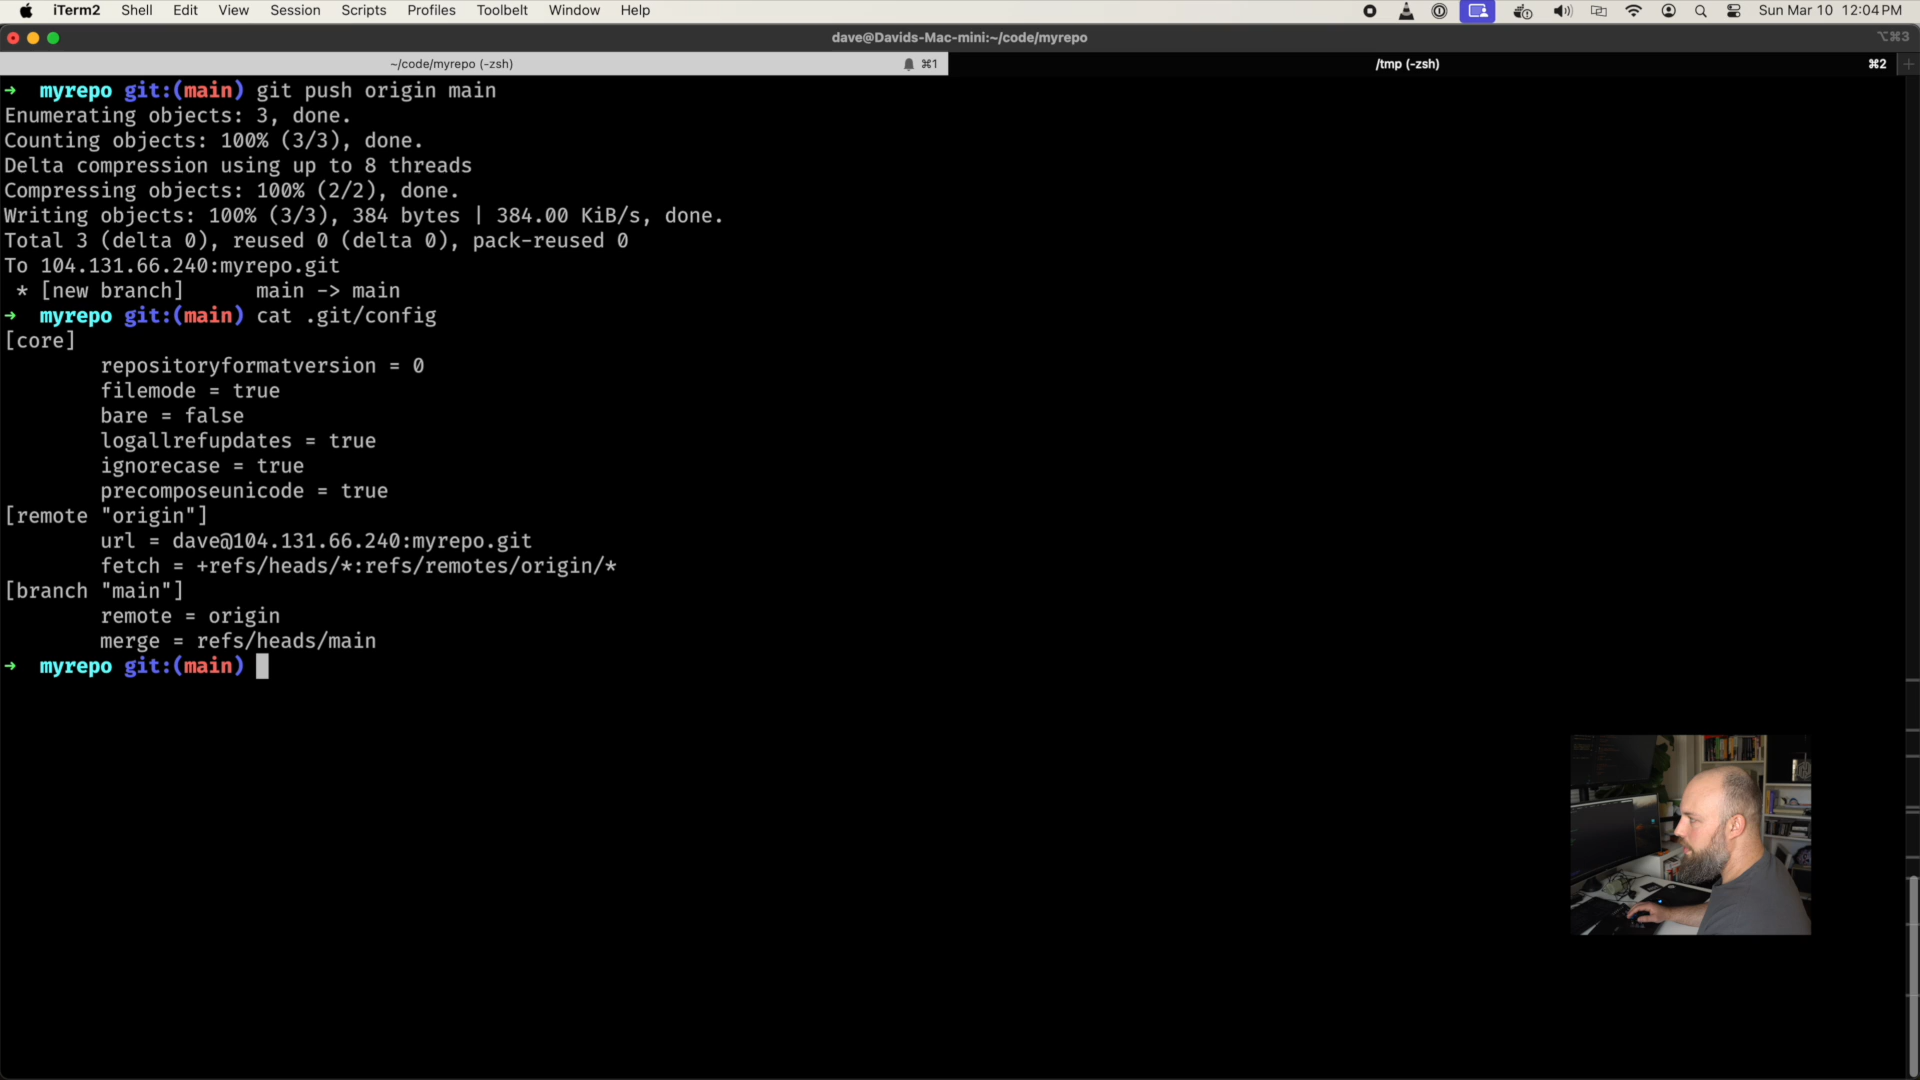 iTerm2 Shell Edit View Session Scripts Profiles Toolbelt Window Help Sun Mar 10 12:04 PM
dave@Davids-Mac-mini:~/code/myrepo ⌥⌘3
~/code/myrepo (-zsh) ⌘1 /tmp (-zsh) ⌘2
➜ myrepo git:(main) git push origin main
Enumerating objects: 3, done.
Counting objects: 100% (3/3), done.
Delta compression using up to 8 threads
Compressing objects: 100% (2/2), done.
Writing objects: 100% (3/3), 384 bytes | 384.00 KiB/s, done.
Total 3 (delta 0), reused 0 (delta 0), pack-reused 0
To 104.131.66.240:myrepo.git
 * [new branch]      main -> main
➜ myrepo git:(main) cat .git/config
[core]
        repositoryformatversion = 0
        filemode = true
        bare = false
        logallrefupdates = true
        ignorecase = true
        precomposeunicode = true
[remote "origin"]
        url = dave@104.131.66.240:myrepo.git
        fetch = +refs/heads/*:refs/remotes/origin/*
[branch "main"]
        remote = origin
        merge = refs/heads/main
➜ myrepo git:(main)